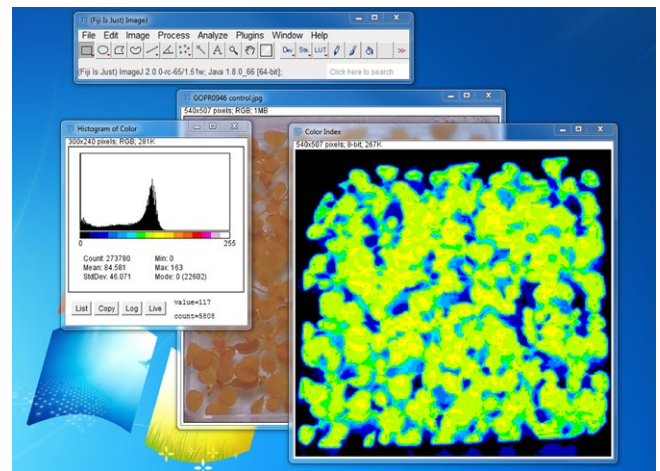 (Fiji Is Just) ImageJ
File Edit Image Process Analyze Plugins Window Help
Dev Stk LUT
(Fiji Is Just) ImageJ 2.0.0-rc-65/1.51w; Java 1.8.0_66 [64-bit];
Click here to search
GOPR0946 control.jpg
540x507 pixels; RGB; 1MB
Histogram of Color
300x240 pixels; RGB; 281K
0 255
Count: 273780 Min: 0
Mean: 84.581 Max: 163
StdDev: 46.071 Mode: 0 (22602)
List Copy Log Live
value=117
count=5808
Color Index
540x507 pixels; 8-bit; 267K